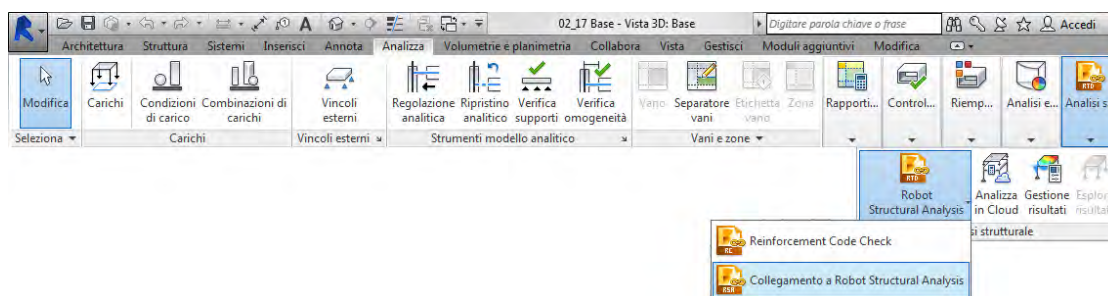 02_17 Base - Vista 3D: Base
Digitare parola chiave o frase
Accedi
Architettura Struttura Sistemi Inserisci Annota Analizza Volumetrie e planimetria Collabora Vista Gestisci Moduli aggiuntivi Modifica
Modifica Carichi Condizioni di carico Combinazioni di carichi Vincoli esterni Regolazione analitica Ripristino analitico Verifica supporti Verifica omogeneità Vano Separatore vani Etichetta vano Zona Rapporti... Control... Riemp... Analisi e... Analisi s
RTD
Seleziona Carichi Vincoli esterni Strumenti modello analitico Vani e zone
RTD
Robot Structural Analysis
Analizza in Cloud
Gestione risultati
Esplor risultat
si strutturale
RC
Reinforcement Code Check
RSA
Collegamento a Robot Structural Analysis